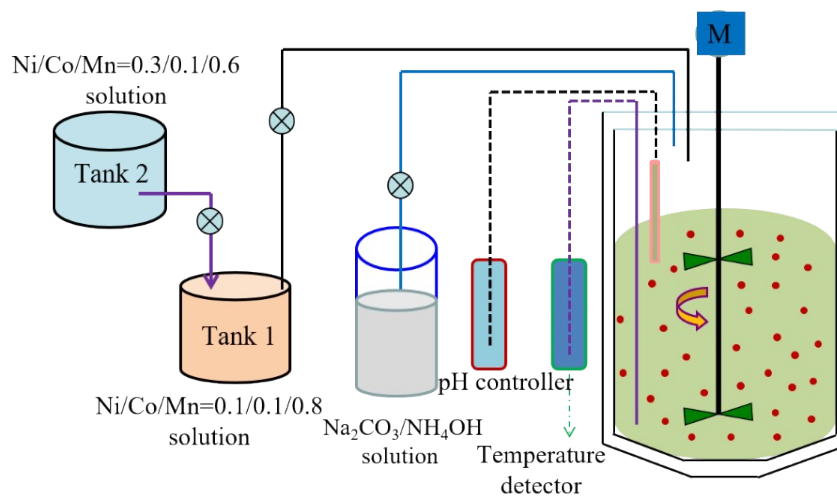 M
Ni/Co/Mn=0.3/0.1/0.6
solution
Tank 2
Tank 1
Ni/Co/Mn=0.1/0.1/0.8
solution
Na₂CO₃/NH₄OH
solution
pH controller
Temperature
detector